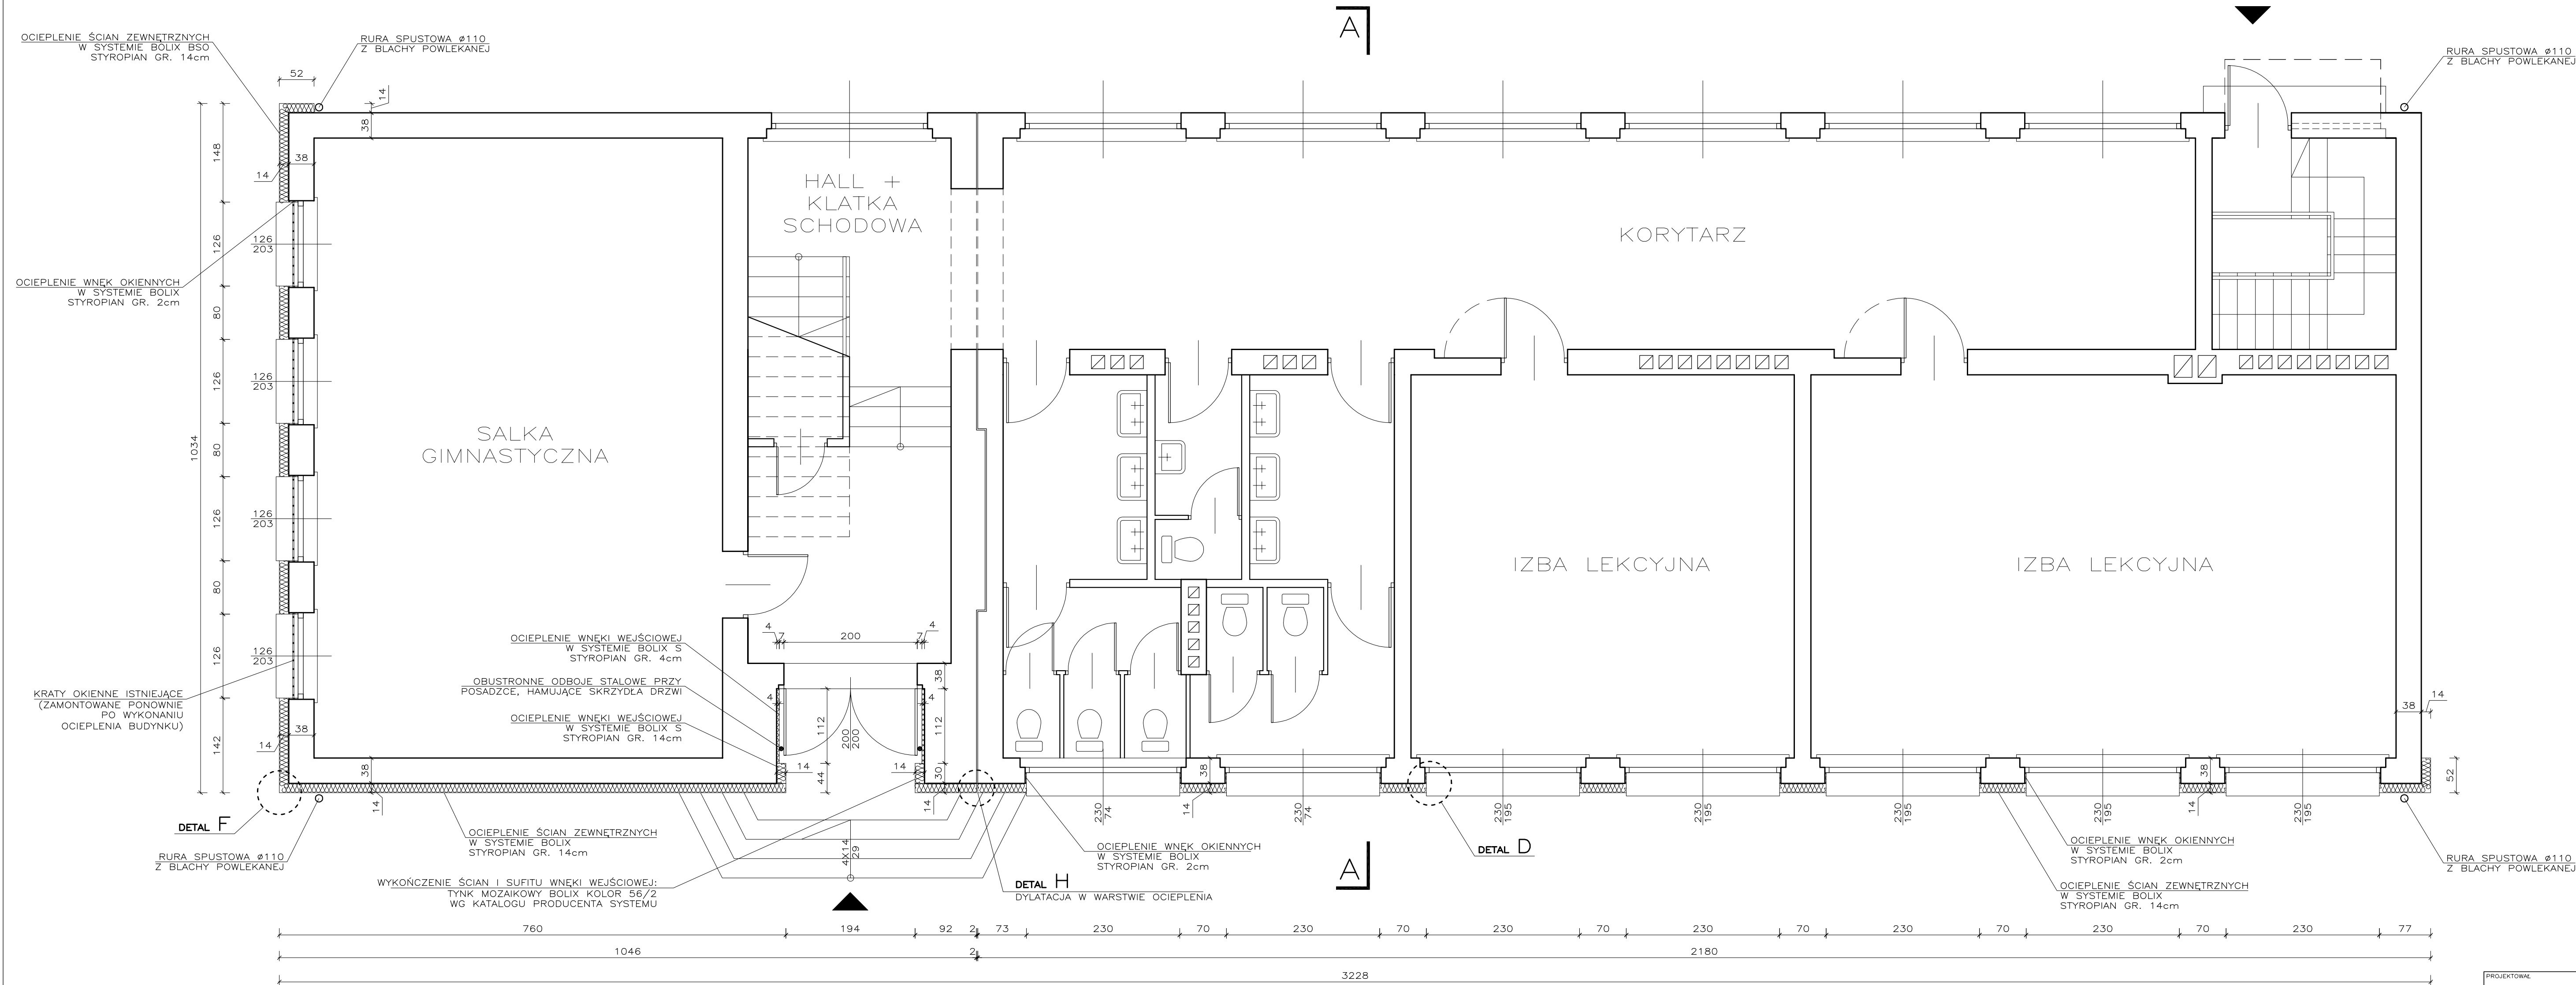 A
OCIEPLENIE ŚCIAN ZEWNĘTRZNYCH
W SYSTEMIE BOLIX BSO
STYROPIAN GR. 14cm
RURA SPUSTOWA ø110
Z BLACHY POWLEKANEJ
RURA SPUSTOWA ø110
Z BLACHY POWLEKANEJ
52
14
38
148
38
14
HALL +
KLATKA
SCHODOWA
KORYTARZ
126
126
203
OCIEPLENIE WNĘK OKIENNYCH
W SYSTEMIE BOLIX
STYROPIAN GR. 2cm
80
126
126
203
1034
80
SALKA
GIMNASTYCZNA
126
126
203
80
IZBA LEKCYJNA
IZBA LEKCYJNA
126
126
203
4
7
200
7
4
OCIEPLENIE WNĘKI WEJŚCIOWEJ
W SYSTEMIE BOLIX S
STYROPIAN GR. 4cm
38
OBUSTRONNE ODBOJE STALOWE PRZY
POSADZCE, HAMUJĄCE SKRZYDŁA DRZWI
4
4
KRATY OKIENNE ISTNIEJĄCE
(ZAMONTOWANE PONOWNIE
PO WYKONANIU
OCIEPLENIA BUDYNKU)
OCIEPLENIE WNĘKI WEJŚCIOWEJ
W SYSTEMIE BOLIX S
STYROPIAN GR. 14cm
112
112
200
200
142
38
14
38
14
14
14
44
30
14
38
14
38
14
38
14
52
230
74
230
74
230
195
230
195
230
195
230
195
230
195
DETAL F
OCIEPLENIE ŚCIAN ZEWNĘTRZNYCH
W SYSTEMIE BOLIX
STYROPIAN GR. 14cm
RURA SPUSTOWA ø110
Z BLACHY POWLEKANEJ
4X14
29
OCIEPLENIE WNĘK OKIENNYCH
W SYSTEMIE BOLIX
STYROPIAN GR. 2cm
DETAL D
OCIEPLENIE WNĘK OKIENNYCH
W SYSTEMIE BOLIX
STYROPIAN GR. 2cm
RURA SPUSTOWA ø110
Z BLACHY POWLEKANEJ
WYKOŃCZENIE ŚCIAN I SUFITU WNĘKI WEJŚCIOWEJ:
TYNK MOZAIKOWY BOLIX KOLOR 56/2
WG KATALOGU PRODUCENTA SYSTEMU
DETAL H
DYLATACJA W WARSTWIE OCIEPLENIA
A
OCIEPLENIE ŚCIAN ZEWNĘTRZNYCH
W SYSTEMIE BOLIX
STYROPIAN GR. 14cm
760 194 92 2 73 230 70 230 70 230 70 230 70 230 70 230 70 230 77
1046 2 2180
3228
PROJEKTOWAŁ